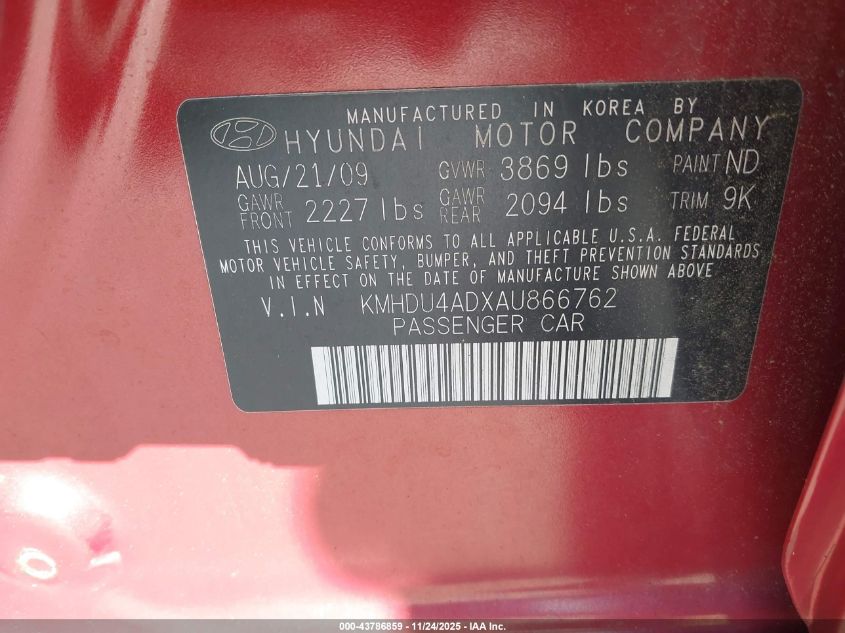 MANUFACTURED IN KOREA BY
HYUNDAI MOTOR COMPANY
AUG/21/09 GVWR 3869 lbs PAINT ND
GAWR FRONT 2227 lbs GAWR REAR 2094 lbs TRIM 9K
THIS VEHICLE CONFORMS TO ALL APPLICABLE U.S.A. FEDERAL
MOTOR VEHICLE SAFETY, BUMPER, AND THEFT PREVENTION STANDARDS
IN EFFECT ON THE DATE OF MANUFACTURE SHOWN ABOVE
V.I.N KMHDU4ADXAU866762
PASSENGER CAR
000-43786859 - 11/24/2025 - IAA Inc.